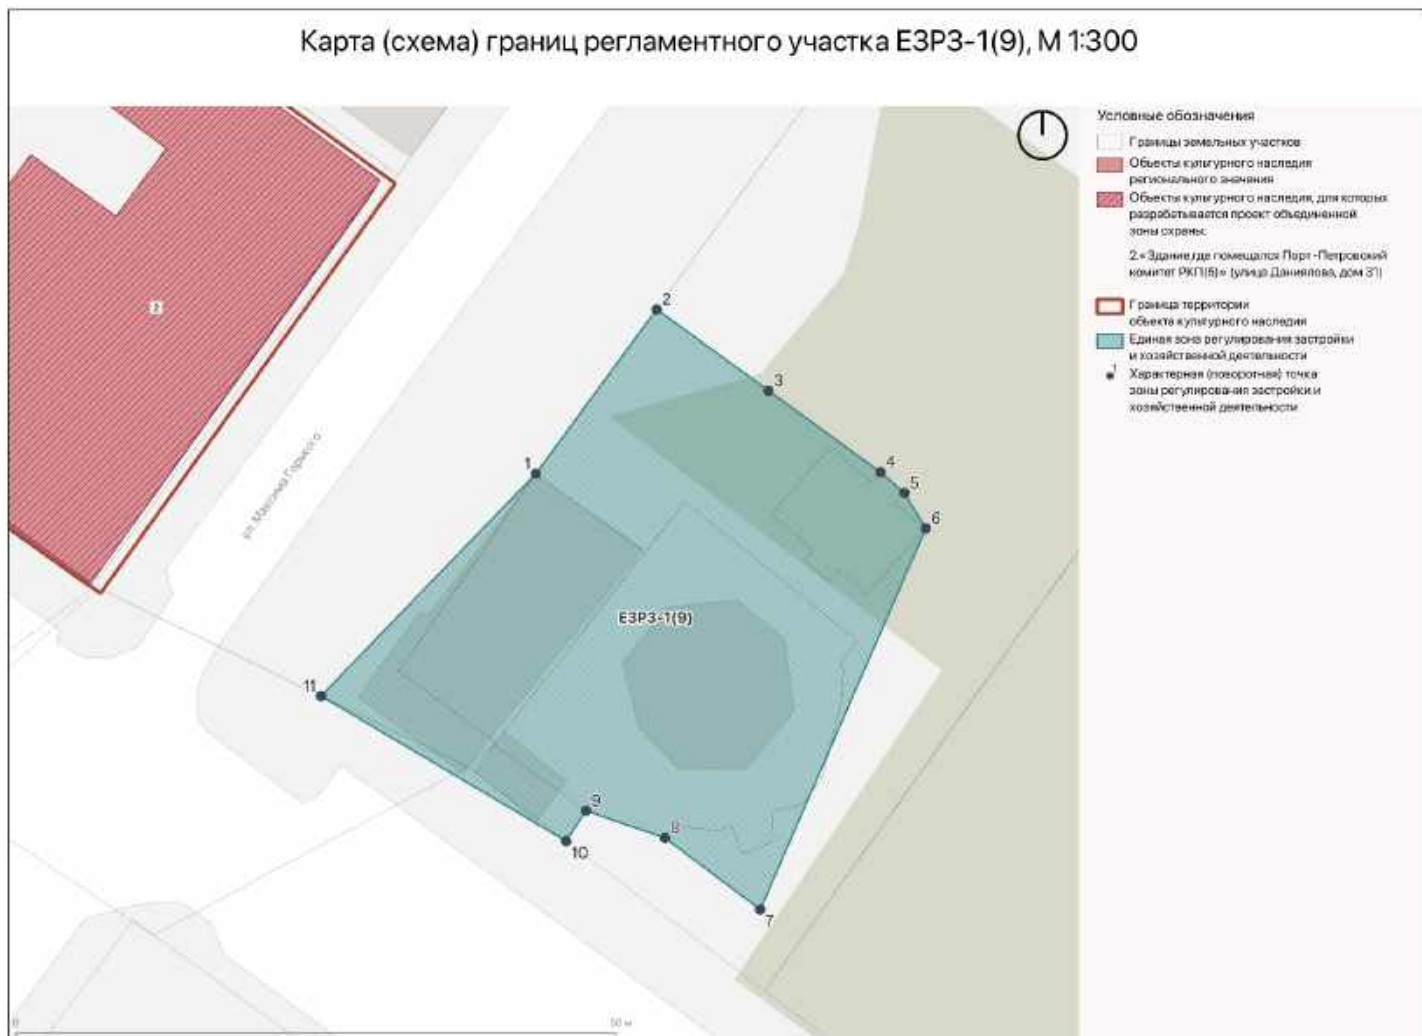 Карта (схема) границ регламентного участка ЕЗРЗ-1(9), М 1:300
Условные обозначения
Границы земельных участков
Объекты культурного наследия
регионального значения
Объекты культурного наследия, для которых
разрабатывается проект объединенной
зоны охраны:
2.«Здание,где помещался Порт-Петровский
комитет РКП(б)» (улица Даниялова, дом 31)
Граница территории
объекта культурного наследия
Единая зона регулирования застройки
и хозяйственной деятельности
1
Характерная (поворотная) точка
зоны регулирования застройки и
хозяйственной деятельности
2
ул. Максима Горького
ЕЗРЗ-1(9)
1
2
3
4
5
6
7
8
9
10
11
0
50 м